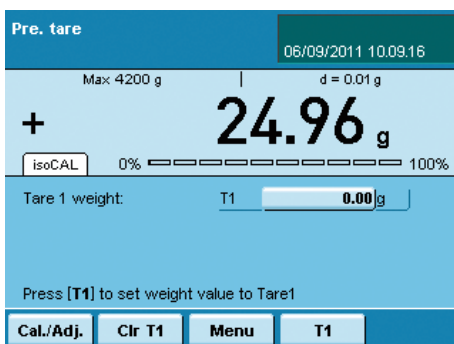 Pre. tare
06/09/2011 10.09.16
Max 4200 g d = 0.01 g
+ 24.96 g
isoCAL 0% 100%
Tare 1 weight: T1 0.00 g
Press [T1] to set weight value to Tare1
Cal./Adj. Clr T1 Menu T1